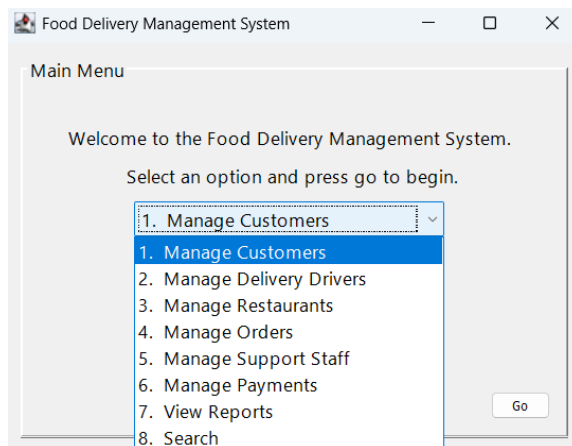 Food Delivery Management System
Main Menu
Welcome to the Food Delivery Management System.
Select an option and press go to begin.
1. Manage Customers
1. Manage Customers
2. Manage Delivery Drivers
3. Manage Restaurants
4. Manage Orders
5. Manage Support Staff
6. Manage Payments
7. View Reports
Go
8. Search